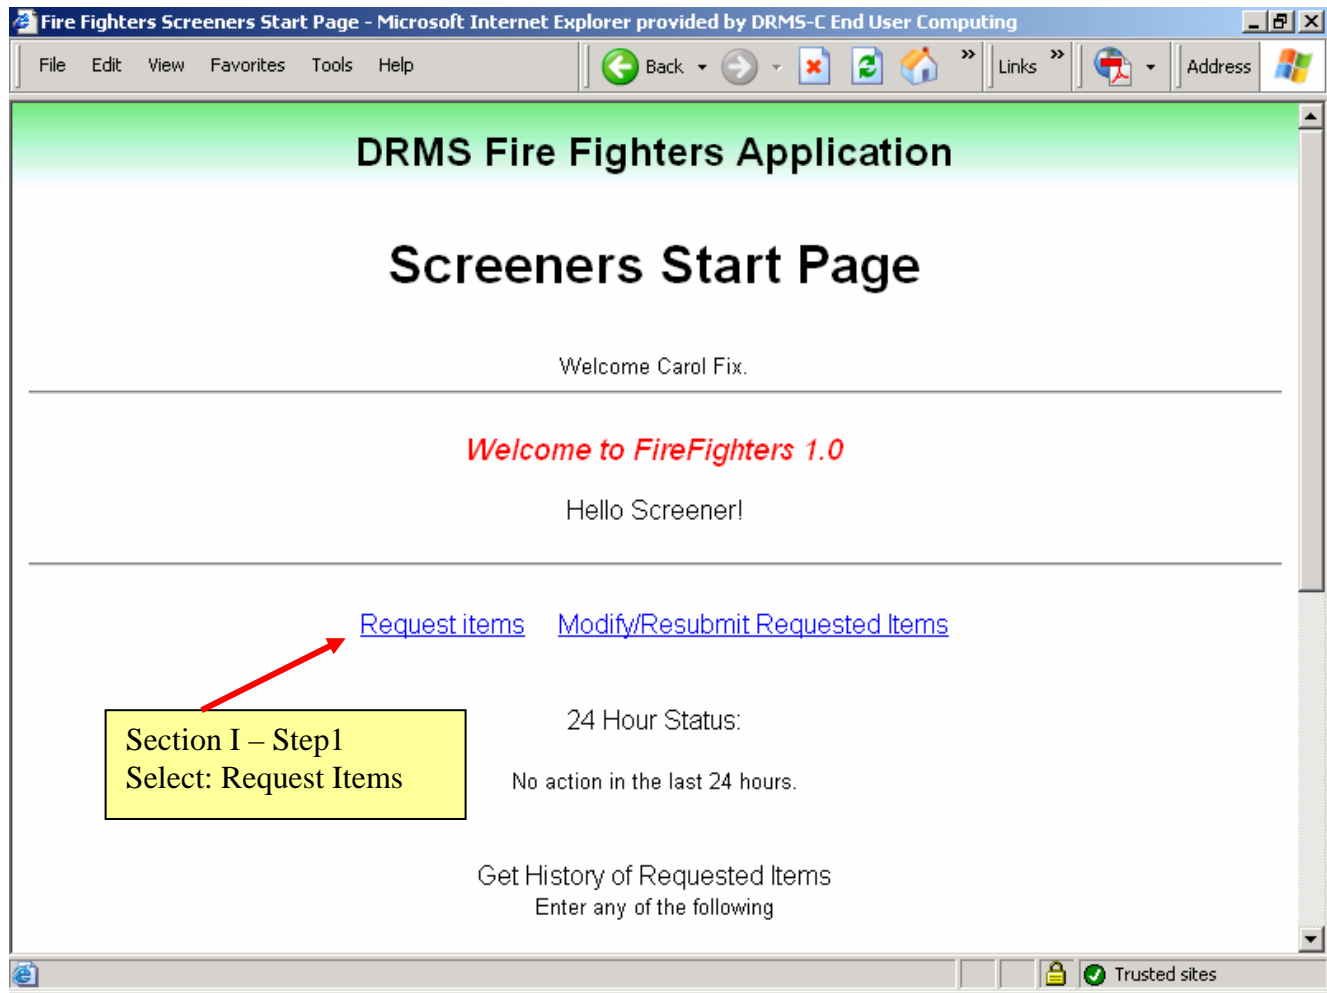 Fire Fighters Screeners Start Page - Microsoft Internet Explorer provided by DRMS-C End User Computing
File Edit View Favorites Tools Help Back » Links » Address
DRMS Fire Fighters Application
Screeners Start Page
Welcome Carol Fix.
Welcome to FireFighters 1.0
Hello Screener!
Request items Modify/Resubmit Requested Items
Section I – Step1
Select: Request Items
24 Hour Status:
No action in the last 24 hours.
Get History of Requested Items
Enter any of the following
Trusted sites